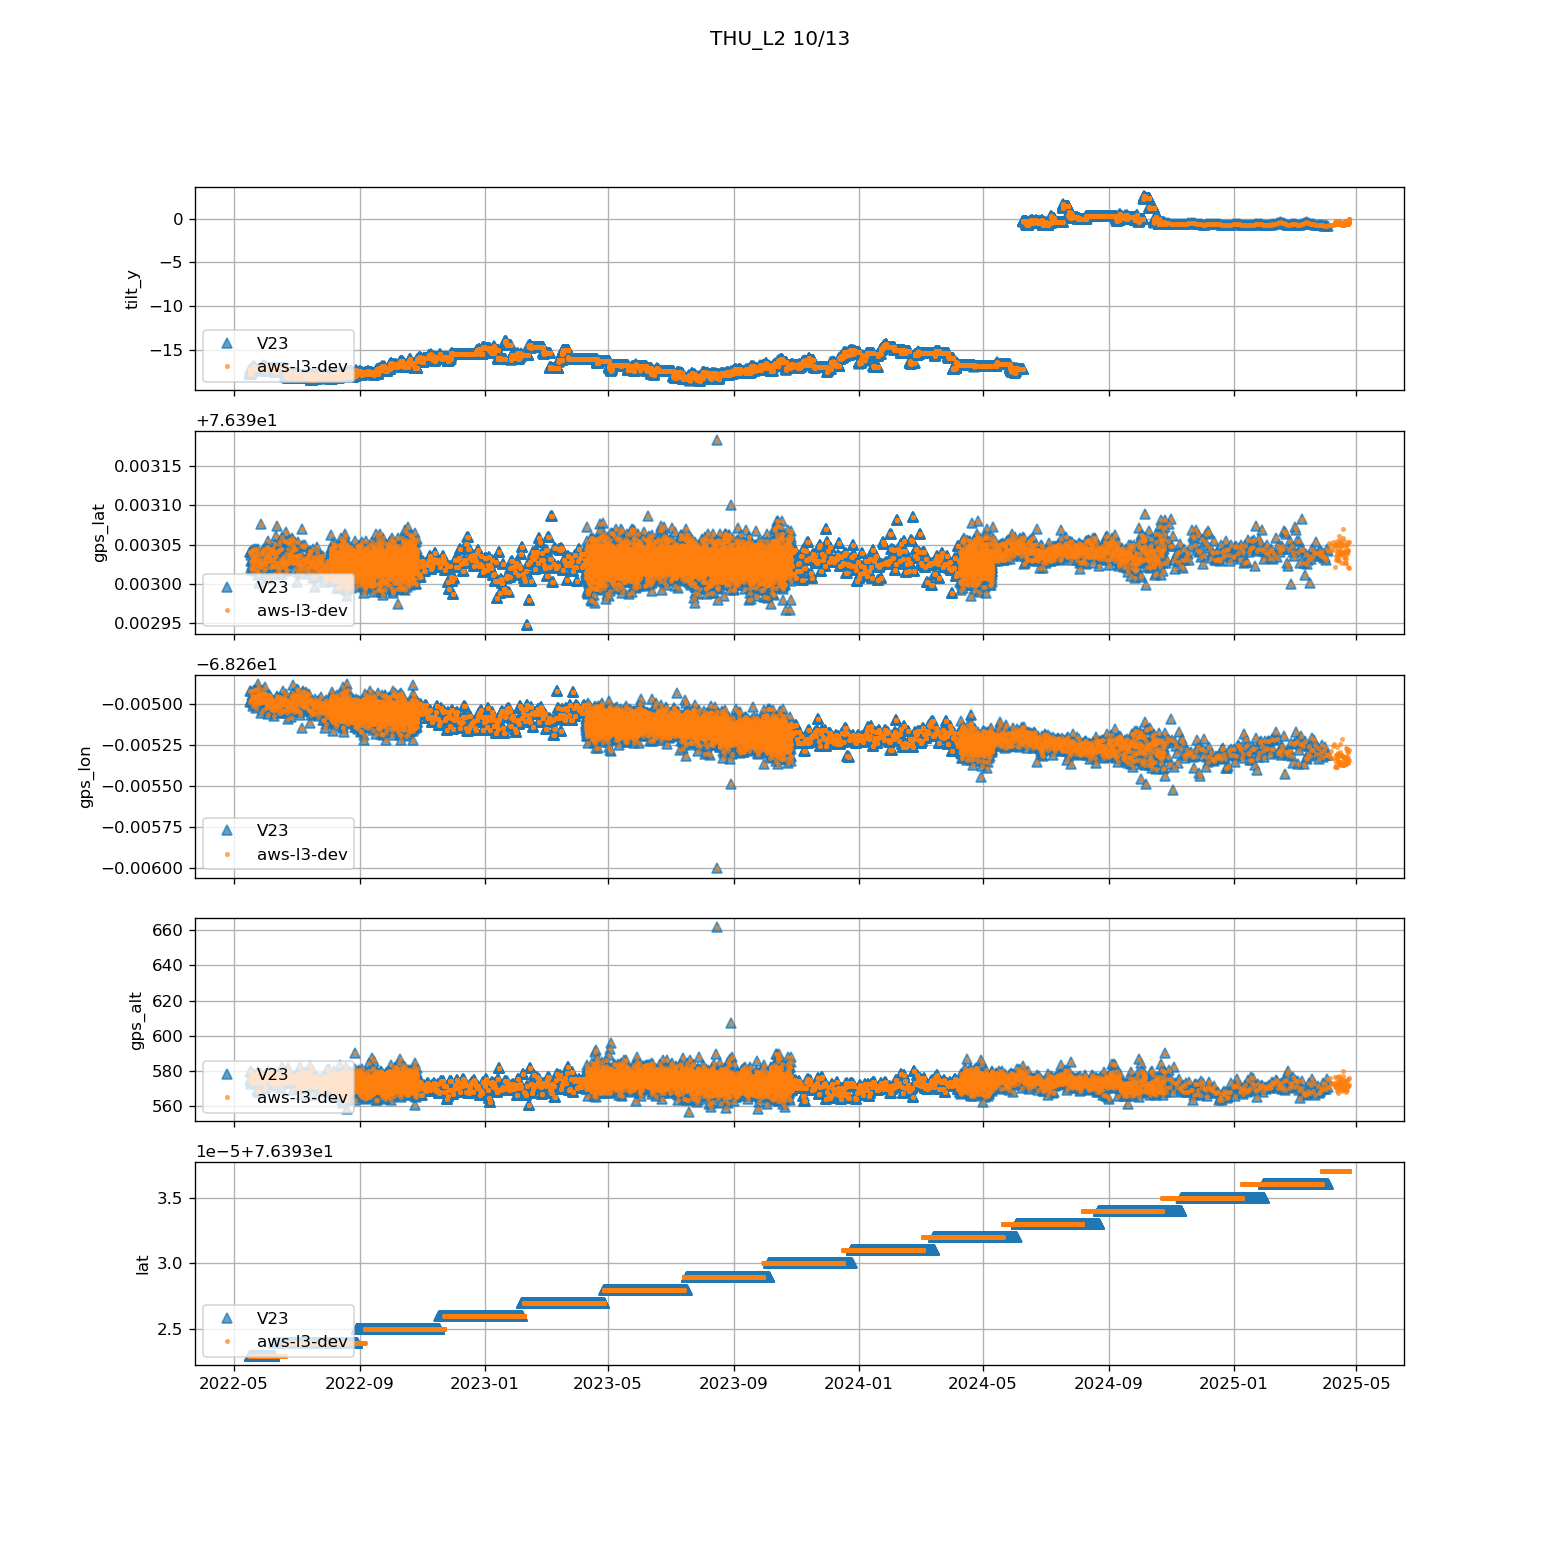 THU_L2 10/13
tilt_y
0
−5
−10
−15
V23
aws-l3-dev
+7.639e1
gps_lat
0.00315
0.00310
0.00305
0.00300
0.00295
V23
aws-l3-dev
−6.826e1
gps_lon
−0.00500
−0.00525
−0.00550
−0.00575
−0.00600
V23
aws-l3-dev
gps_alt
660
640
620
600
580
560
V23
aws-l3-dev
1e−5+7.6393e1
lat
3.5
3.0
2.5
V23
aws-l3-dev
2022-05 2022-09 2023-01 2023-05 2023-09 2024-01 2024-05 2024-09 2025-01 2025-05